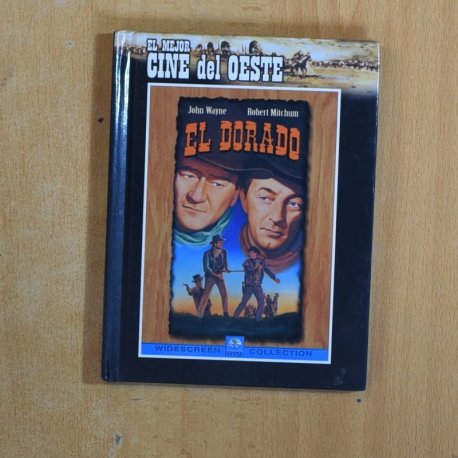 EL MEJOR
CINE del OESTE
John Wayne Robert Mitchum
EL DORADO
WIDESCREEN DVD COLLECTION